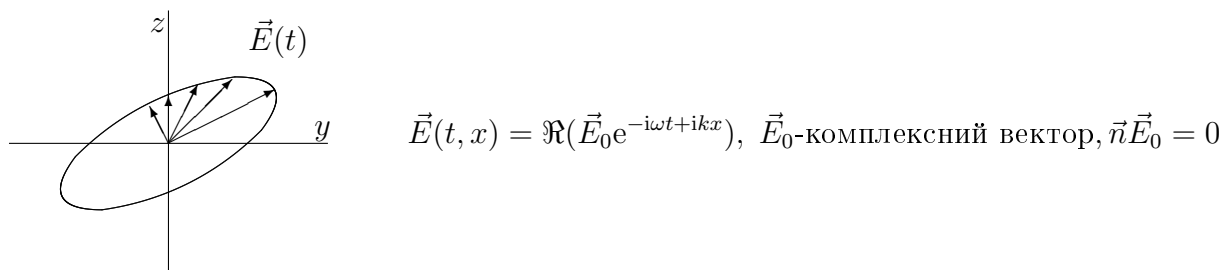 z
E⃗(t)
y
E⃗(t, x) = ℜ(E⃗₀e^{−iωt+ikx}), E⃗₀-комплексний вектор, n⃗E⃗₀ = 0